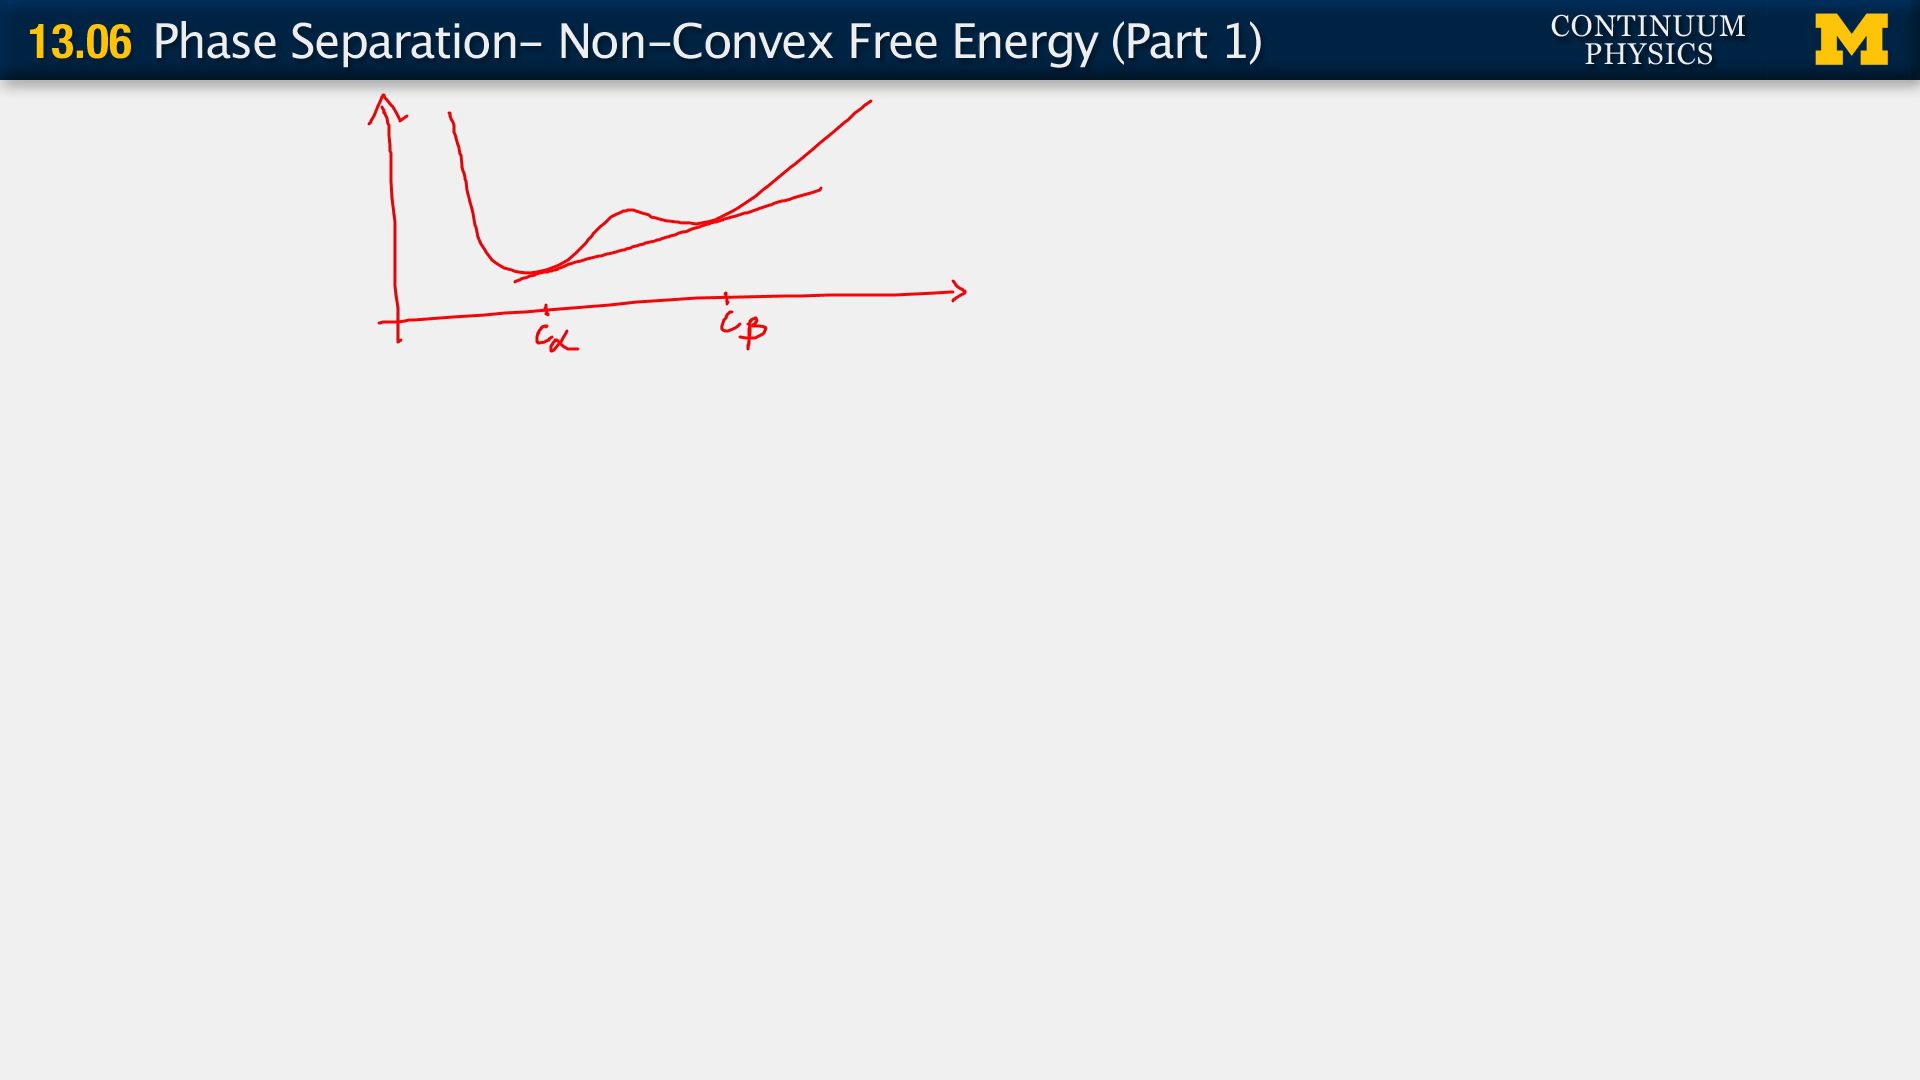 13.06 Phase Separation– Non–Convex Free Energy (Part 1)
CONTINUUM
PHYSICS
M
cα
cβ